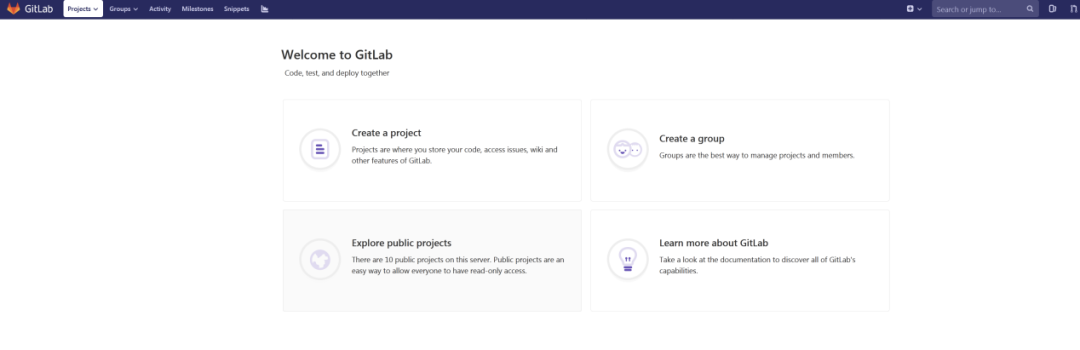 GitLab Projects Groups Activity Milestones Snippets Search or jump to...
Welcome to GitLab
Code, test, and deploy together
Create a project
Projects are where you store your code, access issues, wiki and
other features of GitLab.
Create a group
Groups are the best way to manage projects and members.
Explore public projects
There are 10 public projects on this server. Public projects are an
easy way to allow everyone to have read-only access.
Learn more about GitLab
Take a look at the documentation to discover all of GitLab's
capabilities.